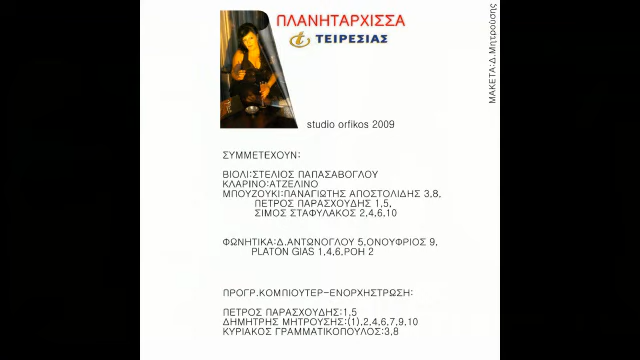 ΠΛΑΝΗΤΑΡΧΙΣΣΑ
ΤΕΙΡΕΣΙΑΣ
ΜΑΚΕΤΑ:Δ.Μητρούσης
studio orfikos 2009
ΣΥΜΜΕΤΕΧΟΥΝ:
ΒΙΟΛΙ:ΣΤΕΛΙΟΣ ΠΑΠΑΣΑΒΟΓΛΟΥ
ΚΛΑΡΙΝΟ:ΑΤΖΕΛΙΝΟ
ΜΠΟΥΖΟΥΚΙ:ΠΑΝΑΓΙΩΤΗΣ ΑΠΟΣΤΟΛΙΔΗΣ 3,8,
ΠΕΤΡΟΣ ΠΑΡΑΣΧΟΥΔΗΣ 1,5,
ΣΙΜΟΣ ΣΤΑΦΥΛΑΚΟΣ 2,4,6,10
ΦΩΝΗΤΙΚΑ:Δ.ΑΝΤΩΝΟΓΛΟΥ 5,ΟΝΟΥΦΡΙΟΣ 9,
PLATON GIAS 1,4,6,ΡΟΗ 2
ΠΡΟΓΡ.ΚΟΜΠΙΟΥΤΕΡ-ΕΝΟΡΧΗΣΤΡΩΣΗ:
ΠΕΤΡΟΣ ΠΑΡΑΣΧΟΥΔΗΣ:1,5
ΔΗΜΗΤΡΗΣ ΜΗΤΡΟΥΣΗΣ:(1),2,4,6,7,9,10
ΚΥΡΙΑΚΟΣ ΓΡΑΜΜΑΤΙΚΟΠΟΥΛΟΣ:3,8